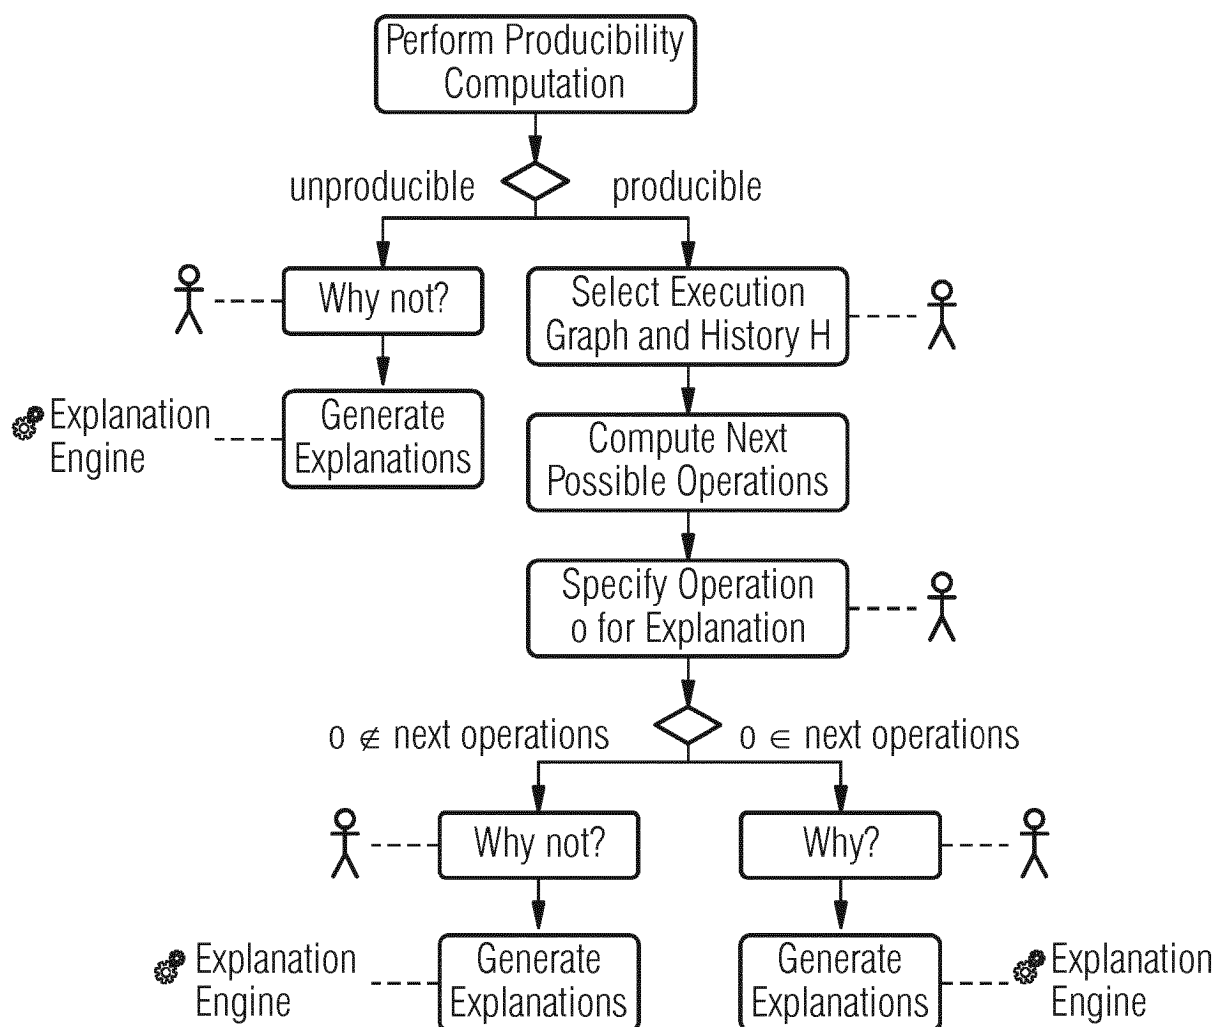 Perform Producibility
Computation
unproducible
producible
Why not?
Select Execution
Graph and History H
Explanation
Engine
Generate
Explanations
Compute Next
Possible Operations
Specify Operation
o for Explanation
o ∉ next operations
o ∈ next operations
Why not?
Why?
Explanation
Engine
Generate
Explanations
Generate
Explanations
Explanation
Engine